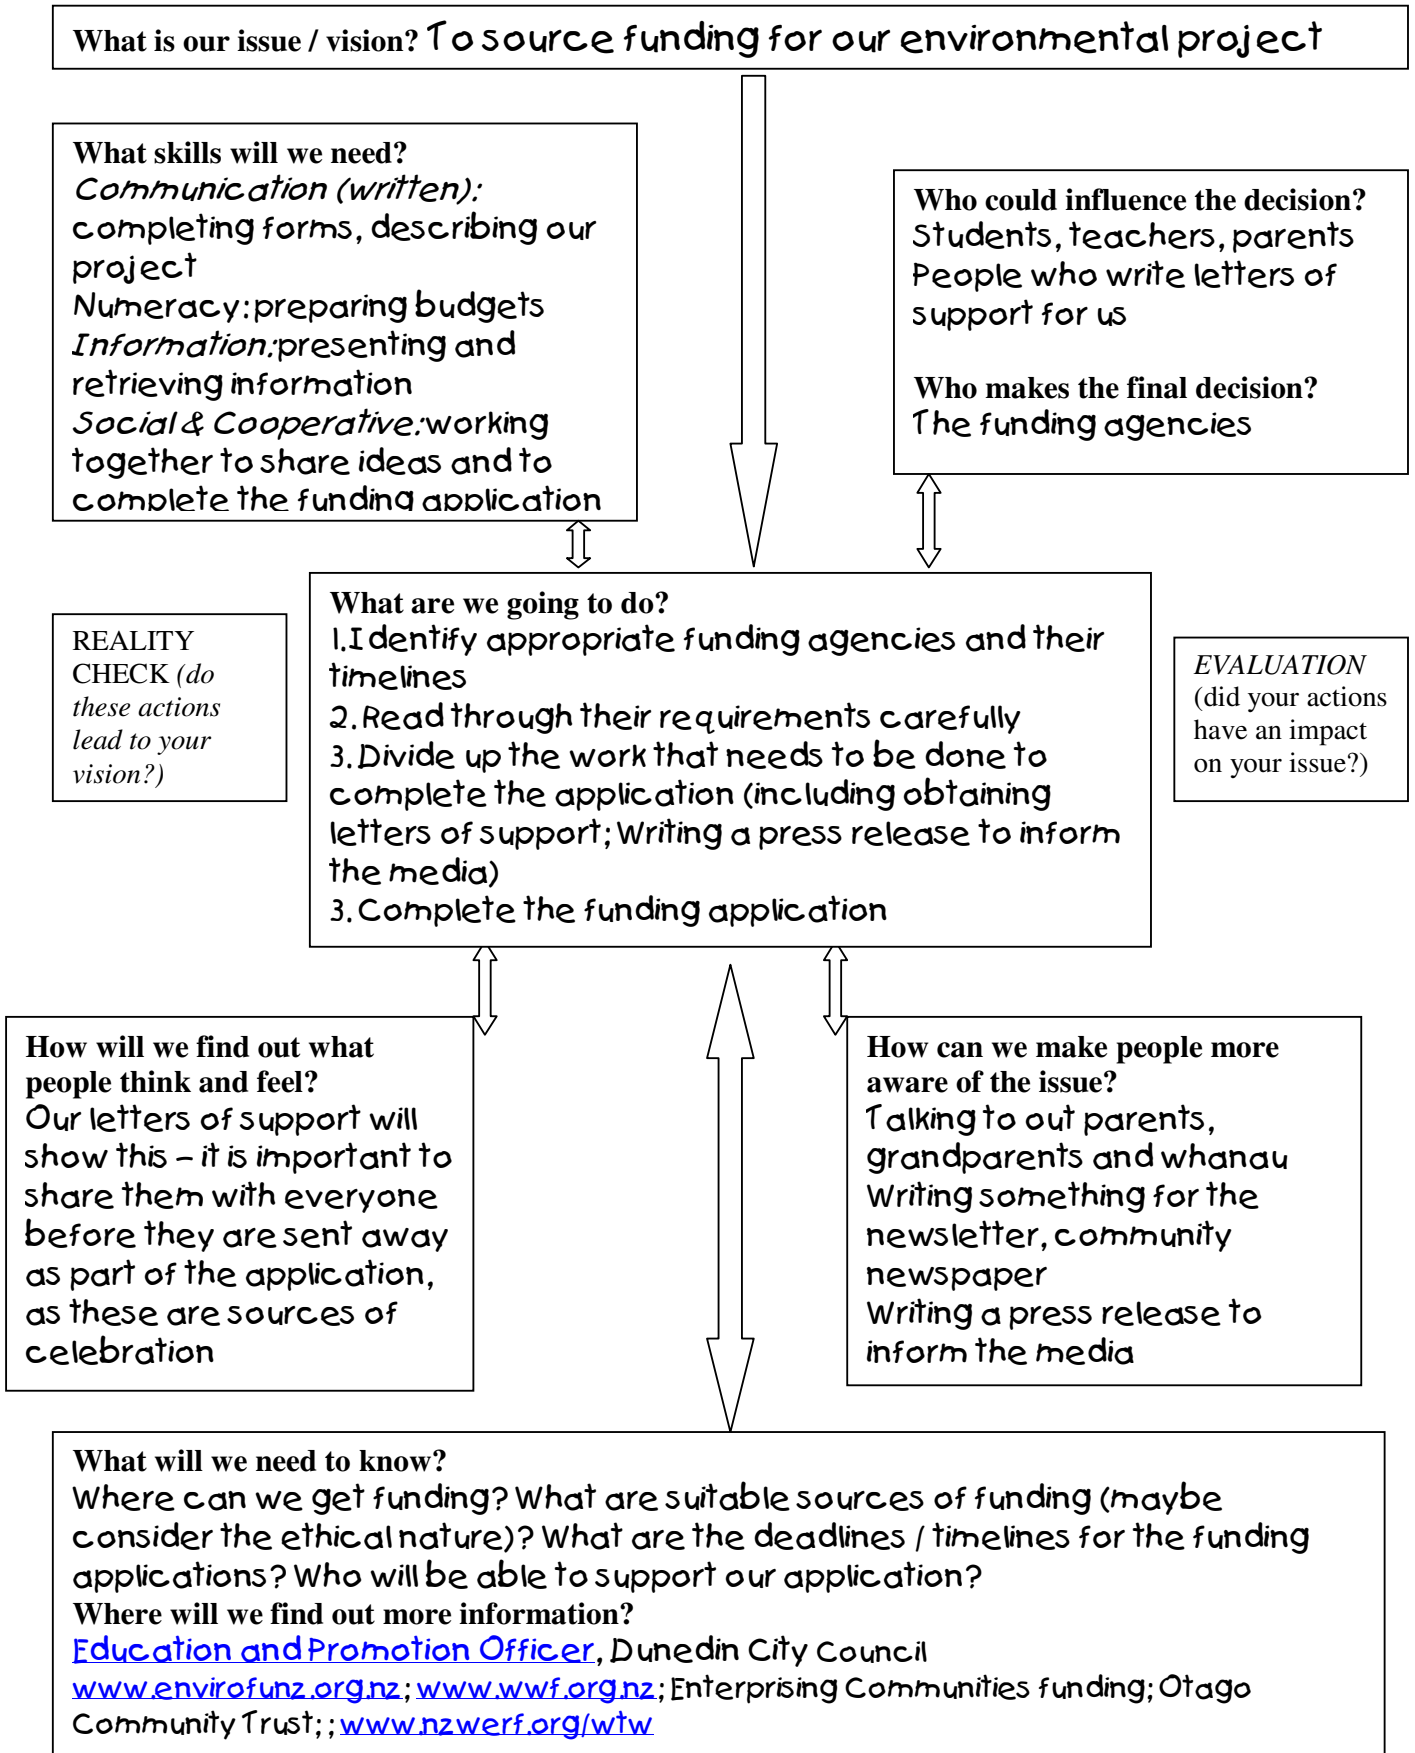 What is our issue / vision? To source funding for our environmental project
What skills will we need?
Communication (written):
completing forms, describing our
project
Numeracy: preparing budgets
Information: presenting and
retrieving information
Social & Cooperative: working
together to share ideas and to
complete the funding application
Who could influence the decision?
Students, teachers, parents
People who write letters of
support for us
Who makes the final decision?
The funding agencies
REALITY
CHECK (do
these actions
lead to your
vision?)
What are we going to do?
1.Identify appropriate funding agencies and their
timelines
2. Read through their requirements carefully
3. Divide up the work that needs to be done to
complete the application (including obtaining
letters of support; Writing a press release to inform
the media)
3. Complete the funding application
EVALUATION
(did your actions
have an impact
on your issue?)
How will we find out what
people think and feel?
Our letters of support will
show this – it is important to
share them with everyone
before they are sent away
as part of the application,
as these are sources of
celebration
How can we make people more
aware of the issue?
Talking to out parents,
grandparents and whanau
Writing something for the
newsletter, community
newspaper
Writing a press release to
inform the media
What will we need to know?
Where can we get funding? What are suitable sources of funding (maybe
consider the ethical nature)? What are the deadlines / timelines for the funding
applications? Who will be able to support our application?
Where will we find out more information?
Education and Promotion Officer, Dunedin City Council
www.envirofunz.org.nz; www.wwf.org.nz; Enterprising Communities funding; Otago
Community Trust; ; www.nzwerf.org/wtw